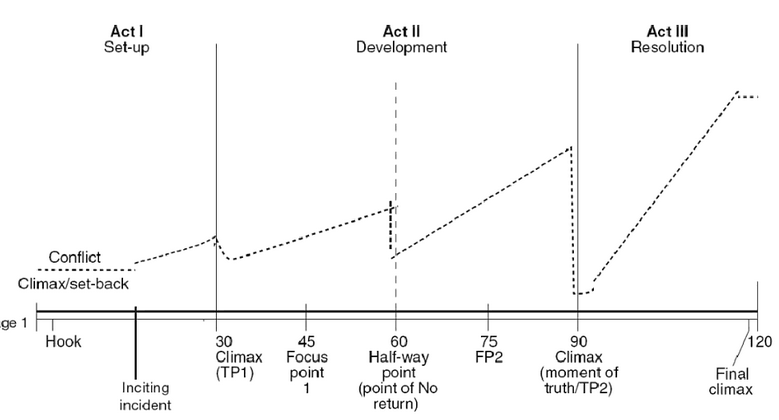 Act I
Set-up
Act II
Development
Act III
Resolution
Conflict
Climax/set-back
ge 1
Hook
30
45
60
75
90
120
Climax
(TP1)
Focus
point
1
Half-way
point
(point of No
return)
FP2
Climax
(moment of
truth/TP2)
Final
climax
Inciting
incident